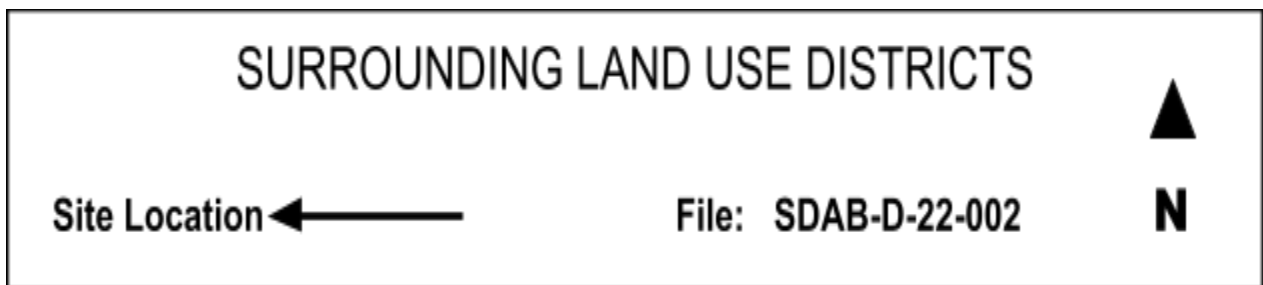 SURROUNDING LAND USE DISTRICTS
Site Location
File: SDAB-D-22-002
N